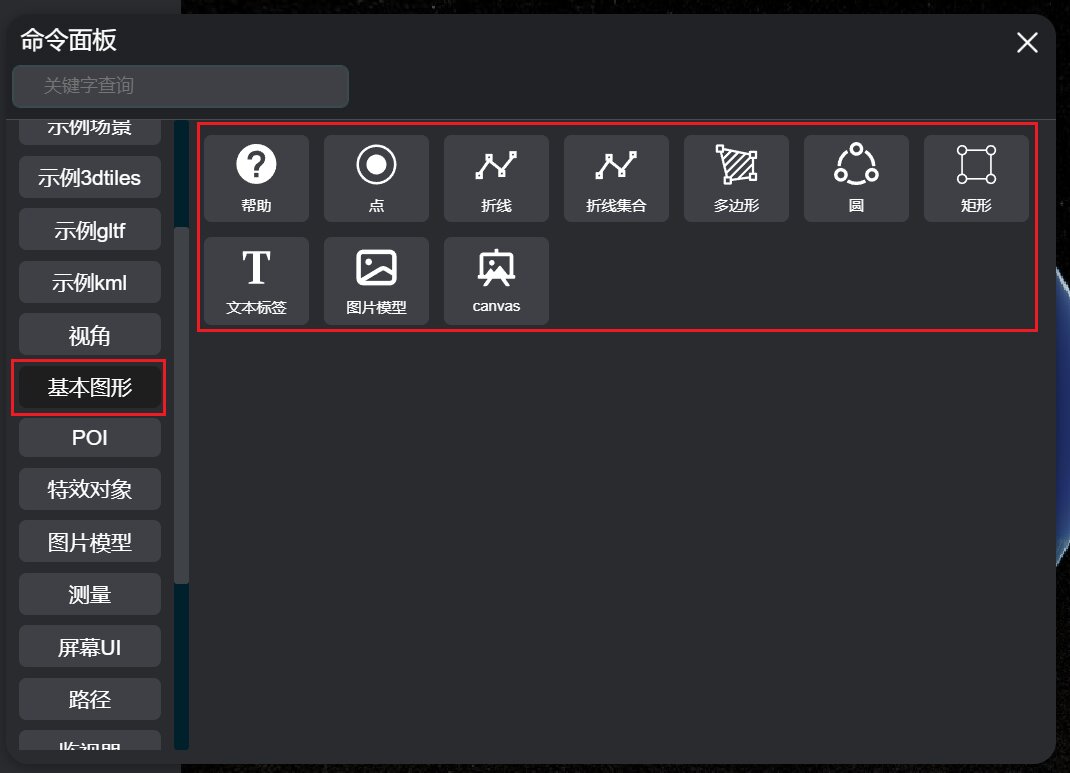 命令面板
关键字查询
示例场景
示例3dtiles
示例gltf
示例kml
视角
基本图形
POI
特效对象
图片模型
测量
屏幕UI
路径
监视器
帮助
点
折线
折线集合
多边形
圆
矩形
文本标签
图片模型
canvas